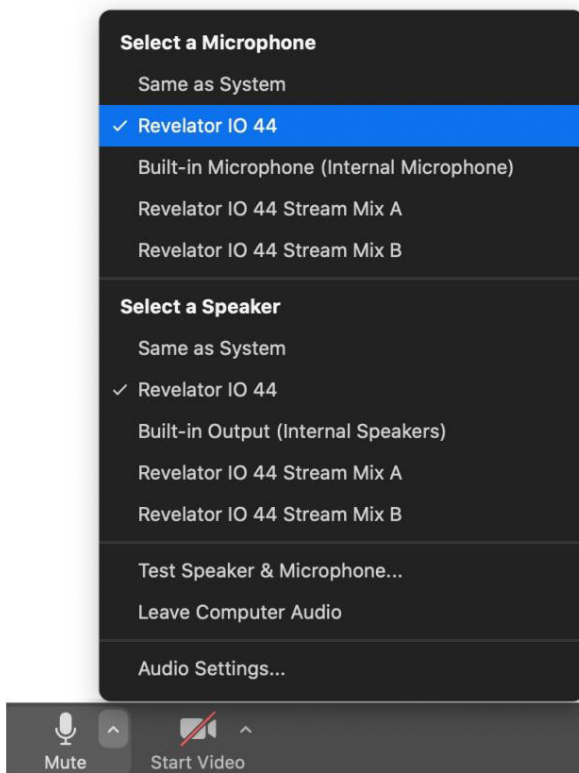 Select a Microphone
Same as System
✓ Revelator IO 44
Built-in Microphone (Internal Microphone)
Revelator IO 44 Stream Mix A
Revelator IO 44 Stream Mix B
Select a Speaker
Same as System
✓ Revelator IO 44
Built-in Output (Internal Speakers)
Revelator IO 44 Stream Mix A
Revelator IO 44 Stream Mix B
Test Speaker & Microphone...
Leave Computer Audio
Audio Settings...
Mute Start Video